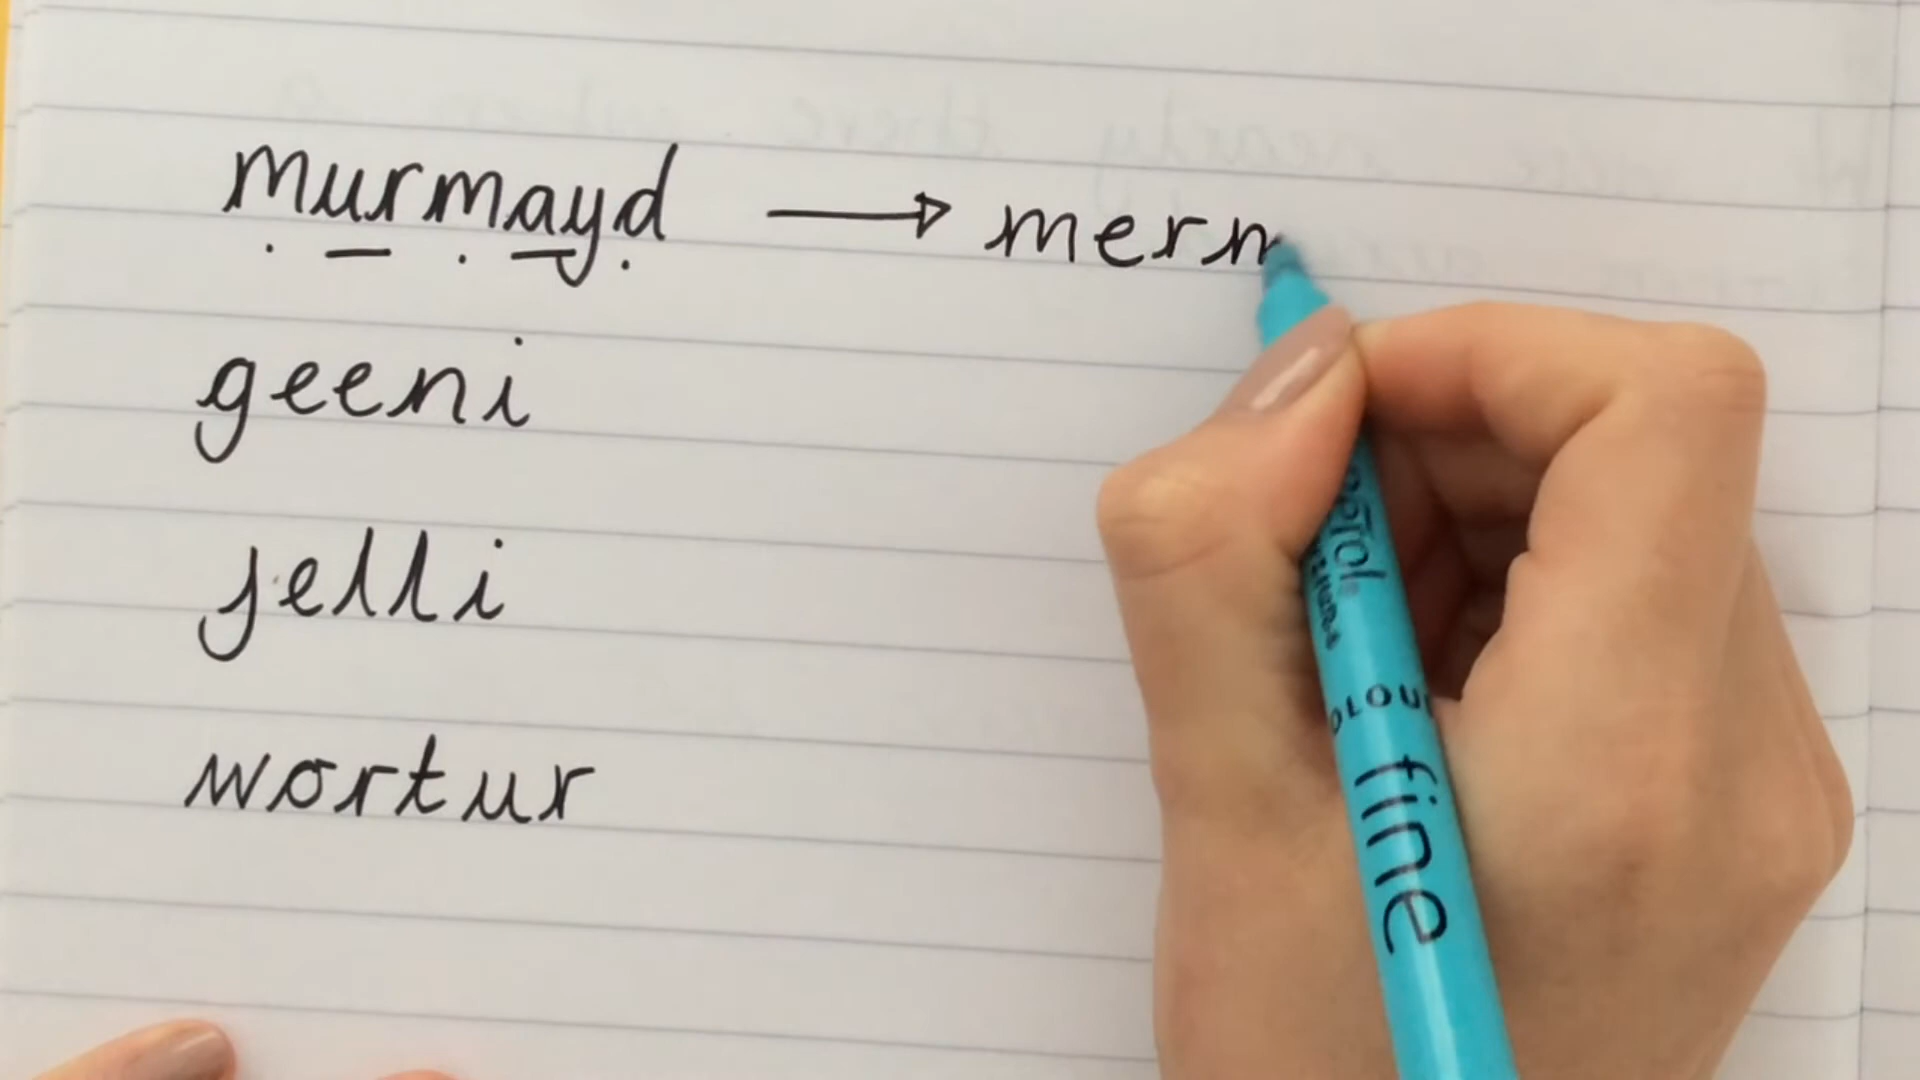 murmayd → merm
geeni
jelli
wortur
fine